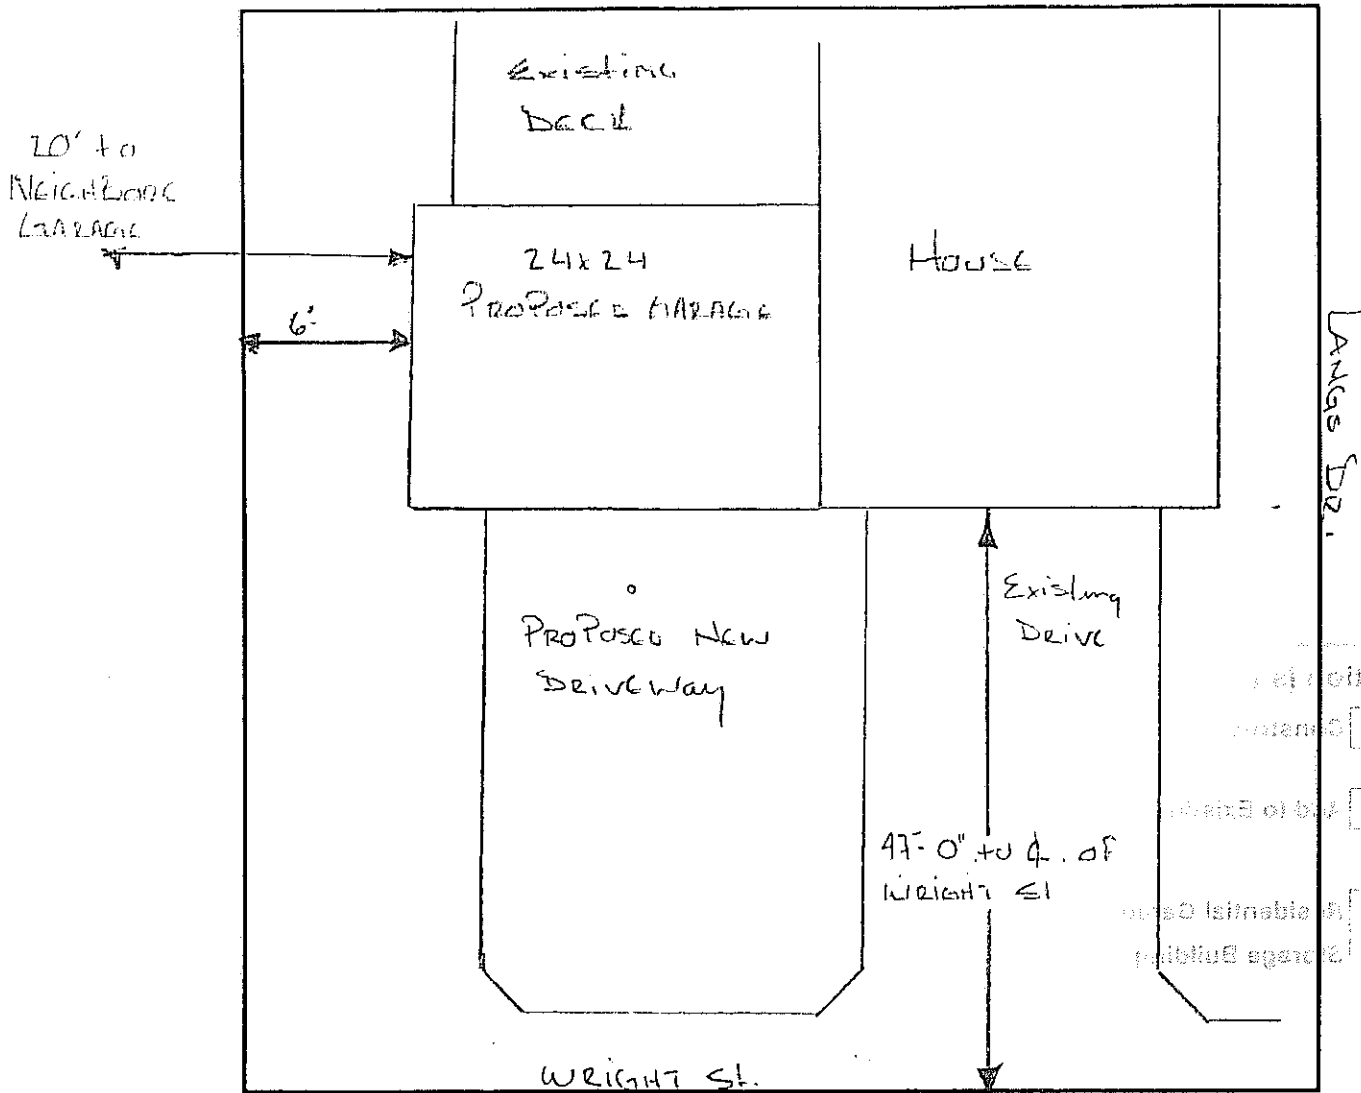 Existing
Deck
20' to
Neighbors
Garage
24x24
Proposed Garage
House
6'
Langs Dr.
Existing
Drive
Proposed New
Driveway
47'-0" to ℄. of
Wright St
Wright St.